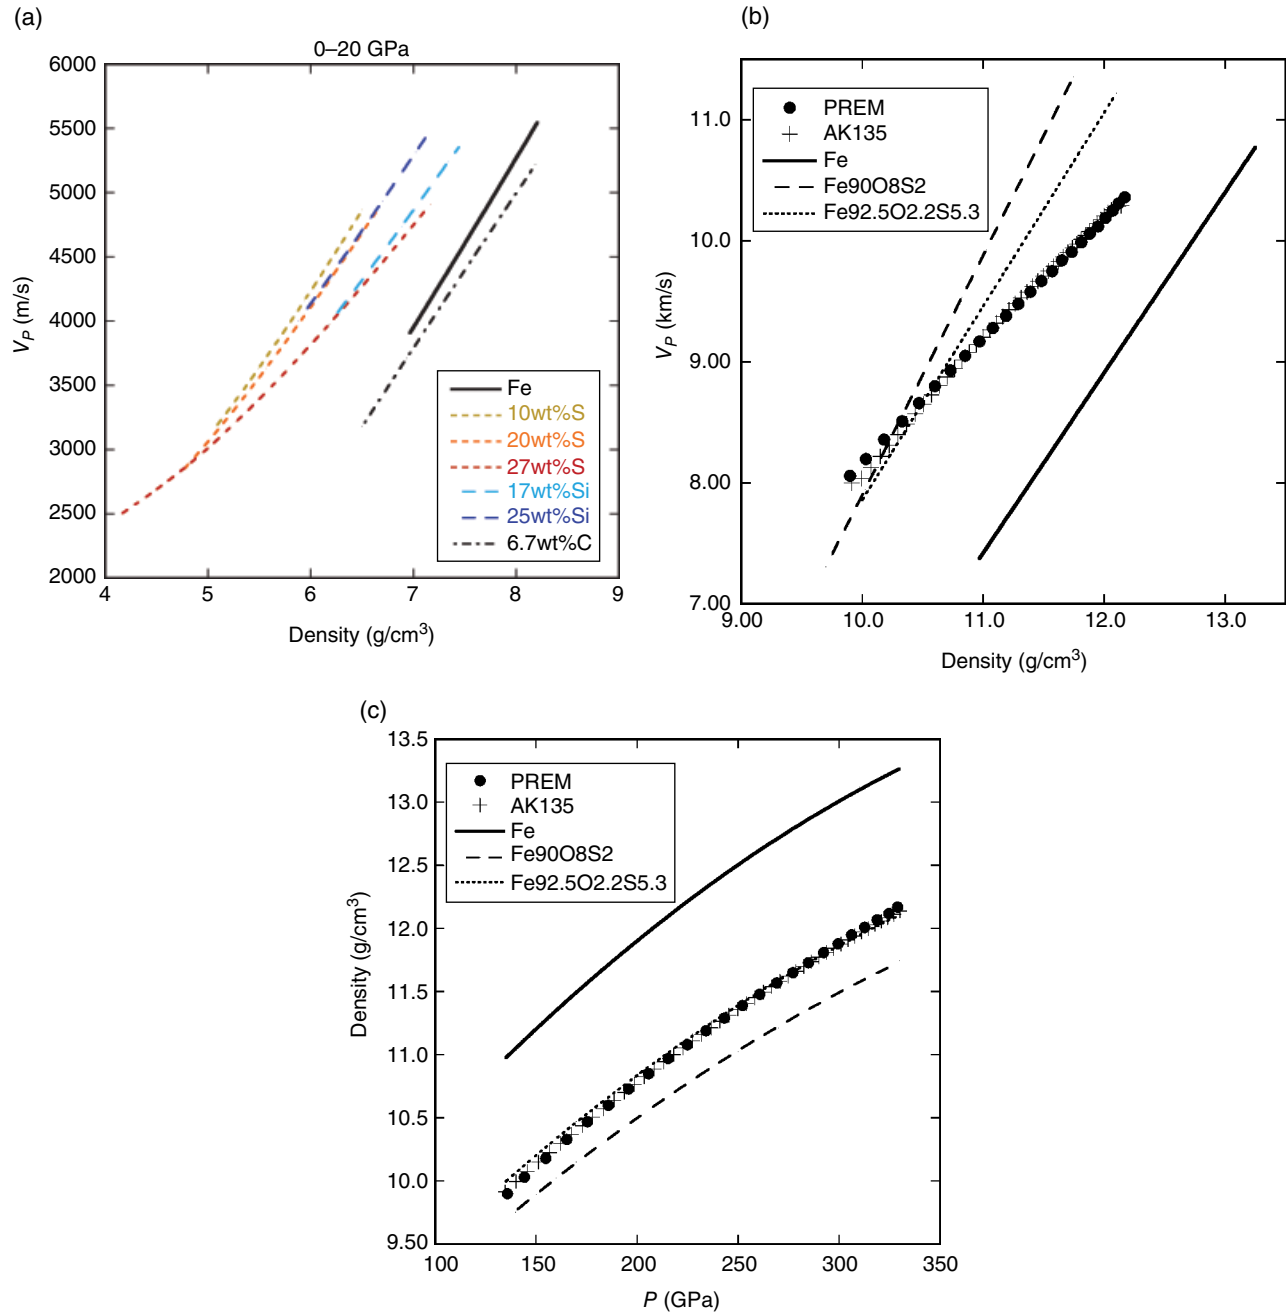 (a)
0–20 GPa
6000
5500
5000
4500
4000
3500
3000
2500
2000
V_P (m/s)
Fe
10wt%S
20wt%S
27wt%S
17wt%Si
25wt%Si
6.7wt%C
4 5 6 7 8 9
Density (g/cm³)
(b)
11.0
10.0
9.00
8.00
7.00
V_P (km/s)
PREM
AK135
Fe
Fe90O8S2
Fe92.5O2.2S5.3
9.00 10.0 11.0 12.0 13.0
Density (g/cm³)
(c)
13.5
13.0
12.5
12.0
11.5
11.0
10.5
10.0
9.50
Density (g/cm³)
PREM
AK135
Fe
Fe90O8S2
Fe92.5O2.2S5.3
100 150 200 250 300 350
P (GPa)